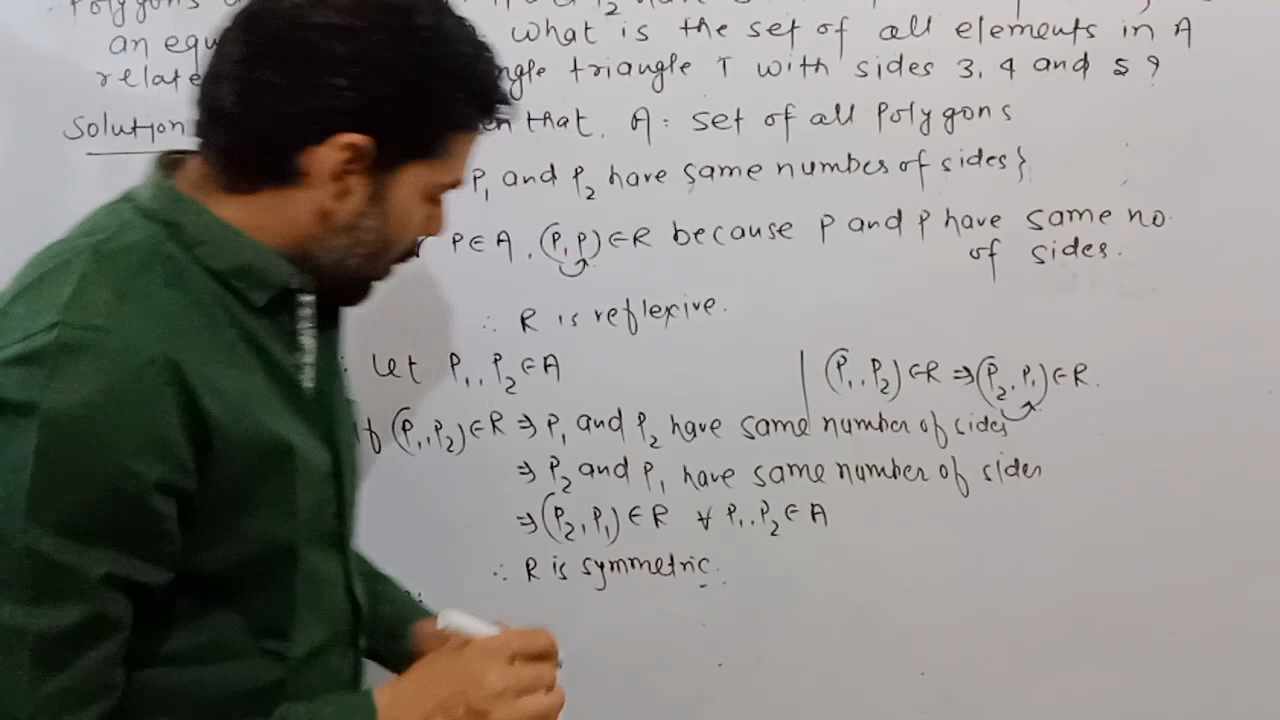 Polygons
an equ what is the set of all elements in A
relate ngle triangle T with sides 3, 4 and 5?
Solution en that. A: set of all polygons
P₁ and P₂ have same number of sides}
P∈A, (P, P)∈R because P and P have same no.
of sides.
∴ R is reflexive.
: Let P₁, P₂∈A | (P₁, P₂)∈R ⇒ (P₂, P₁)∈R.
f (P₁, P₂)∈R ⇒ P₁ and P₂ have same number of sides
⇒ P₂ and P₁ have same number of sides
⇒ (P₂, P₁)∈R ∀ P₁, P₂∈A
∴ R is symmetric.